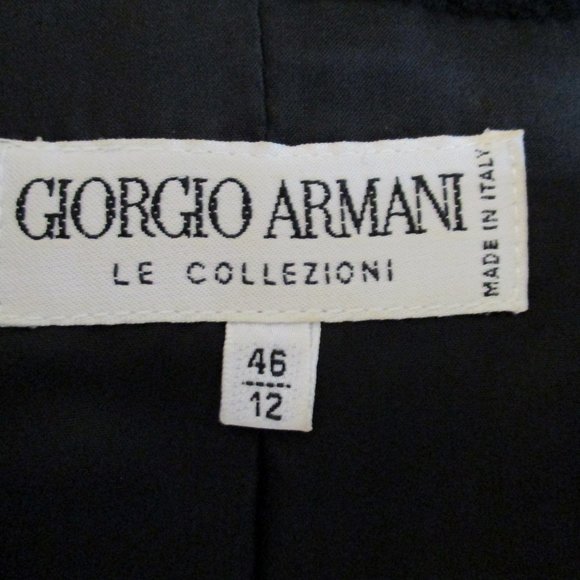 GIORGIO ARMANI
LE COLLEZIONI
MADE IN ITALY
46
12